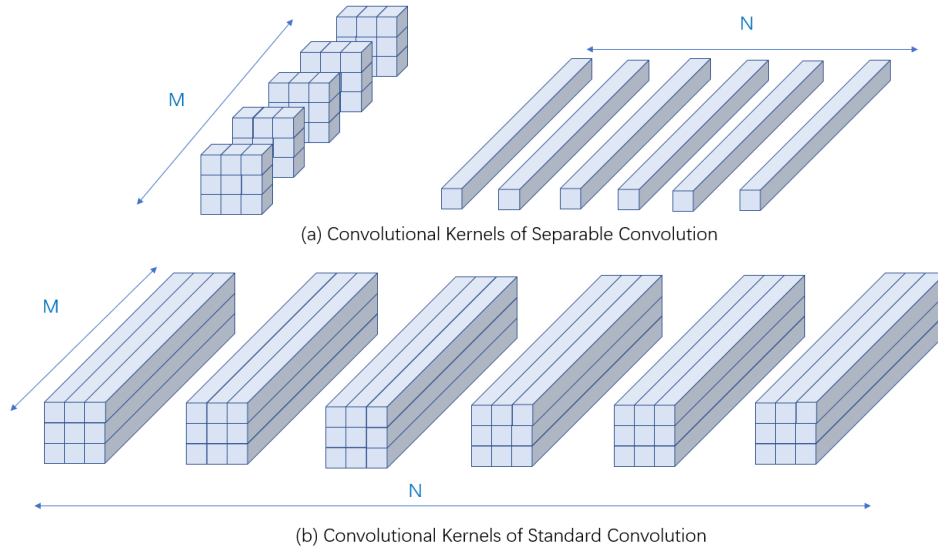 N
M
(a) Convolutional Kernels of Separable Convolution
M
N
(b) Convolutional Kernels of Standard Convolution